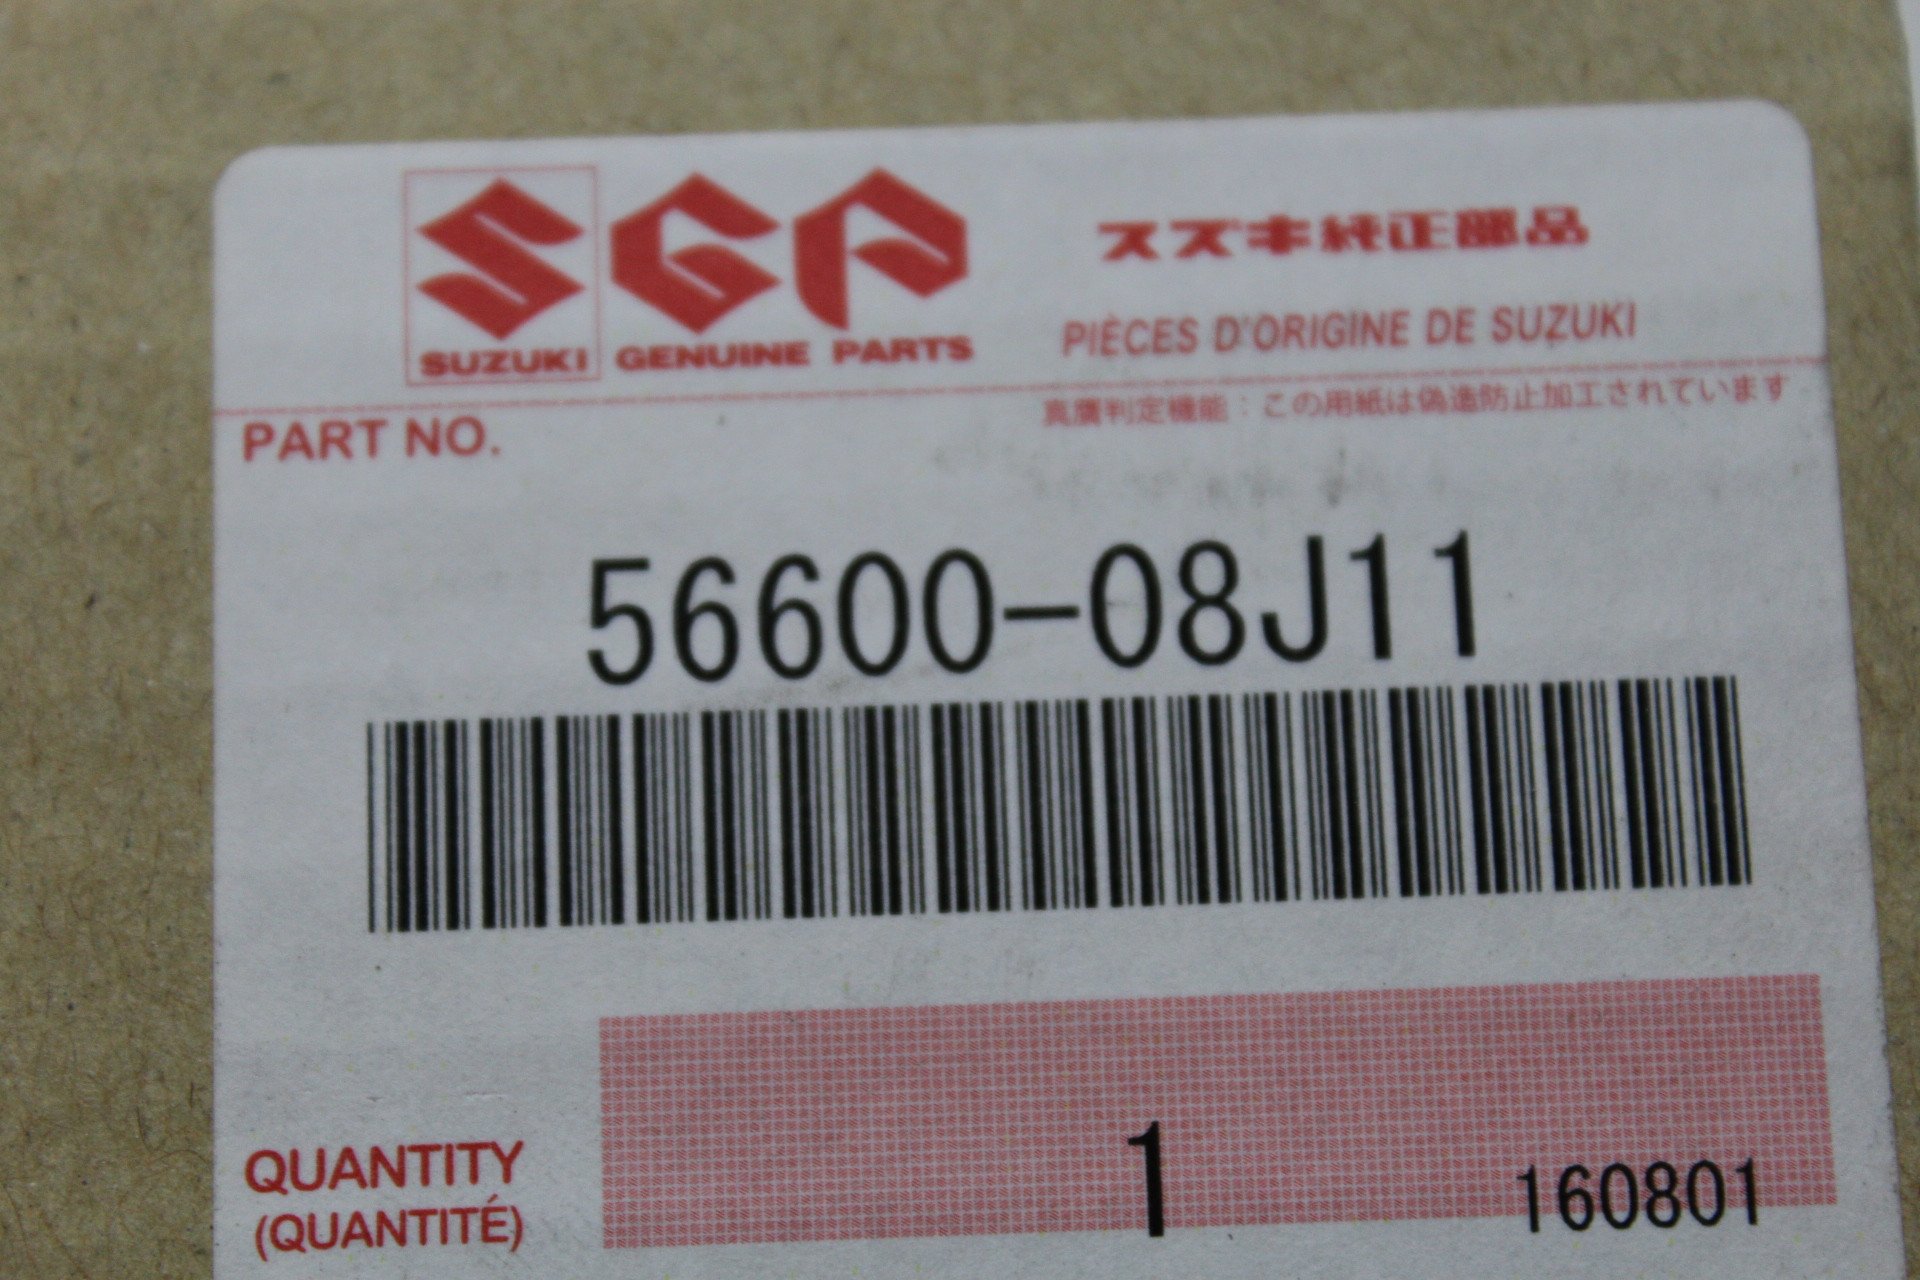 SGP
SUZUKI GENUINE PARTS
スズキ純正部品
PIÈCES D'ORIGINE DE SUZUKI
PART NO.
真贋判定機能：この用紙は偽造防止加工されています
56600-08J11
QUANTITY
(QUANTITÉ)
1
160801